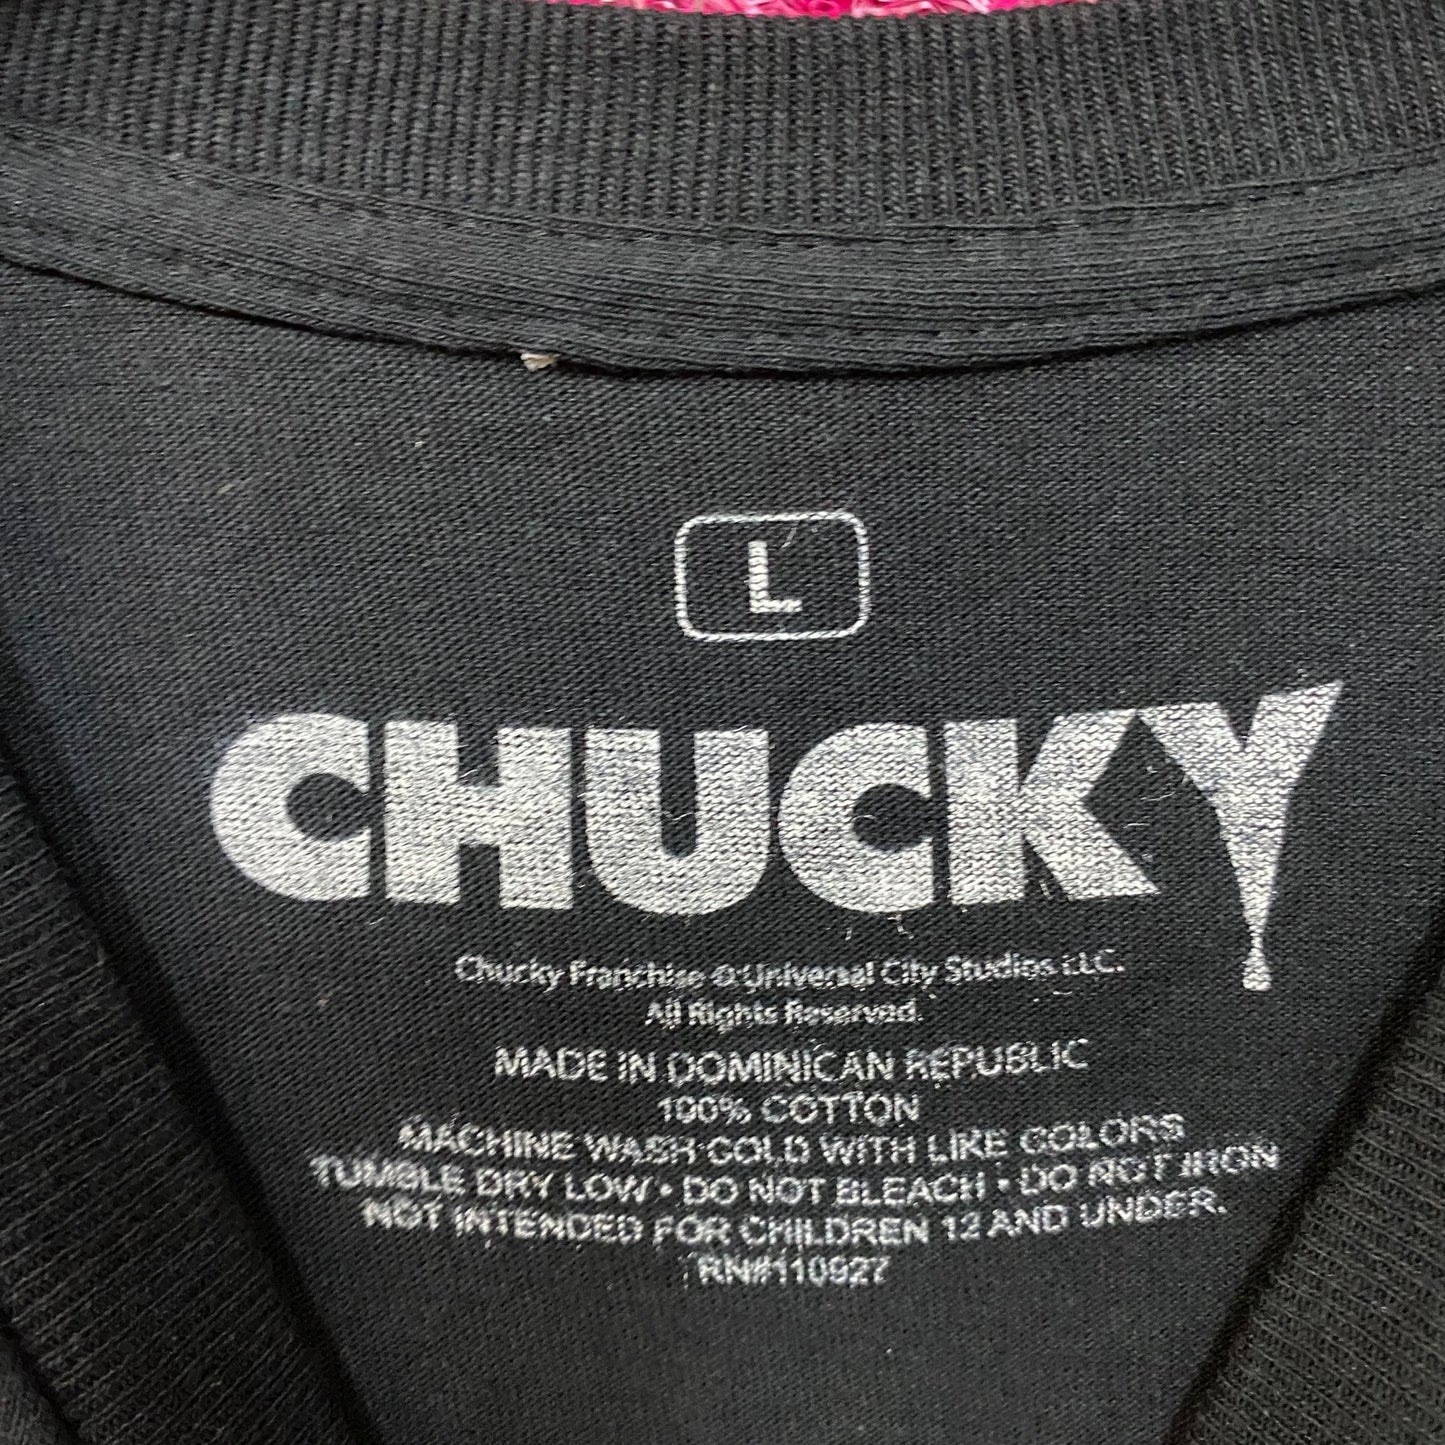 L
CHUCKY
Chucky Franchise © Universal City Studios LLC.
All Rights Reserved.
MADE IN DOMINICAN REPUBLIC
100% COTTON
MACHINE WASH COLD WITH LIKE COLORS
TUMBLE DRY LOW • DO NOT BLEACH • DO NOT IRON
NOT INTENDED FOR CHILDREN 12 AND UNDER.
RN#110927